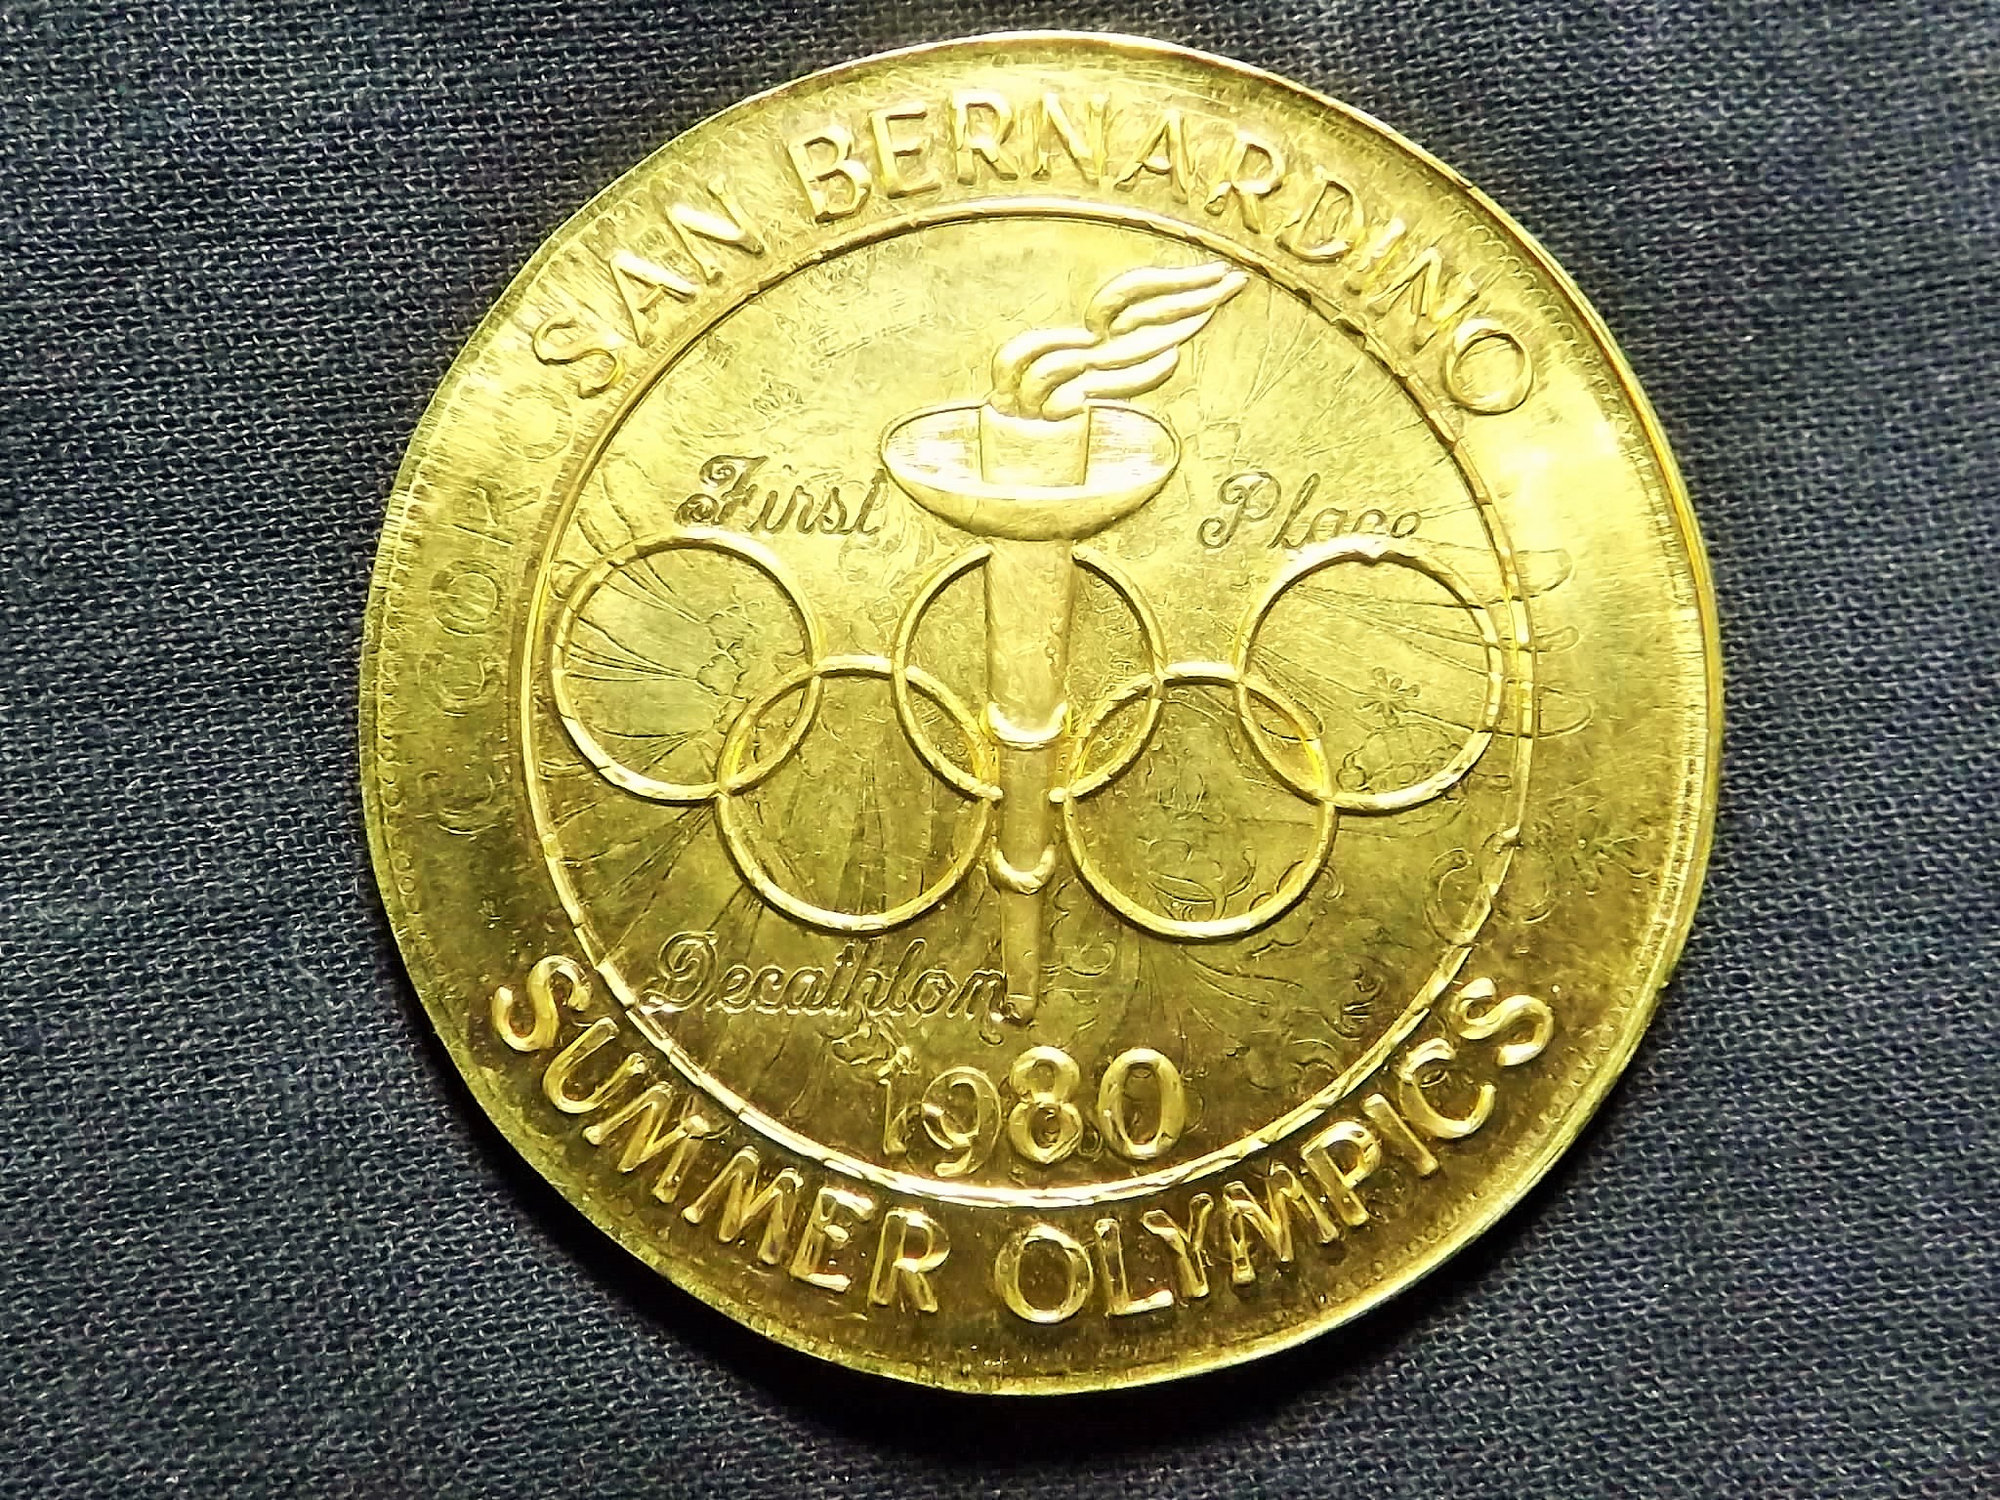 SAN BERNARDINO
First Place
Decathlon
1980
SUMMER OLYMPICS